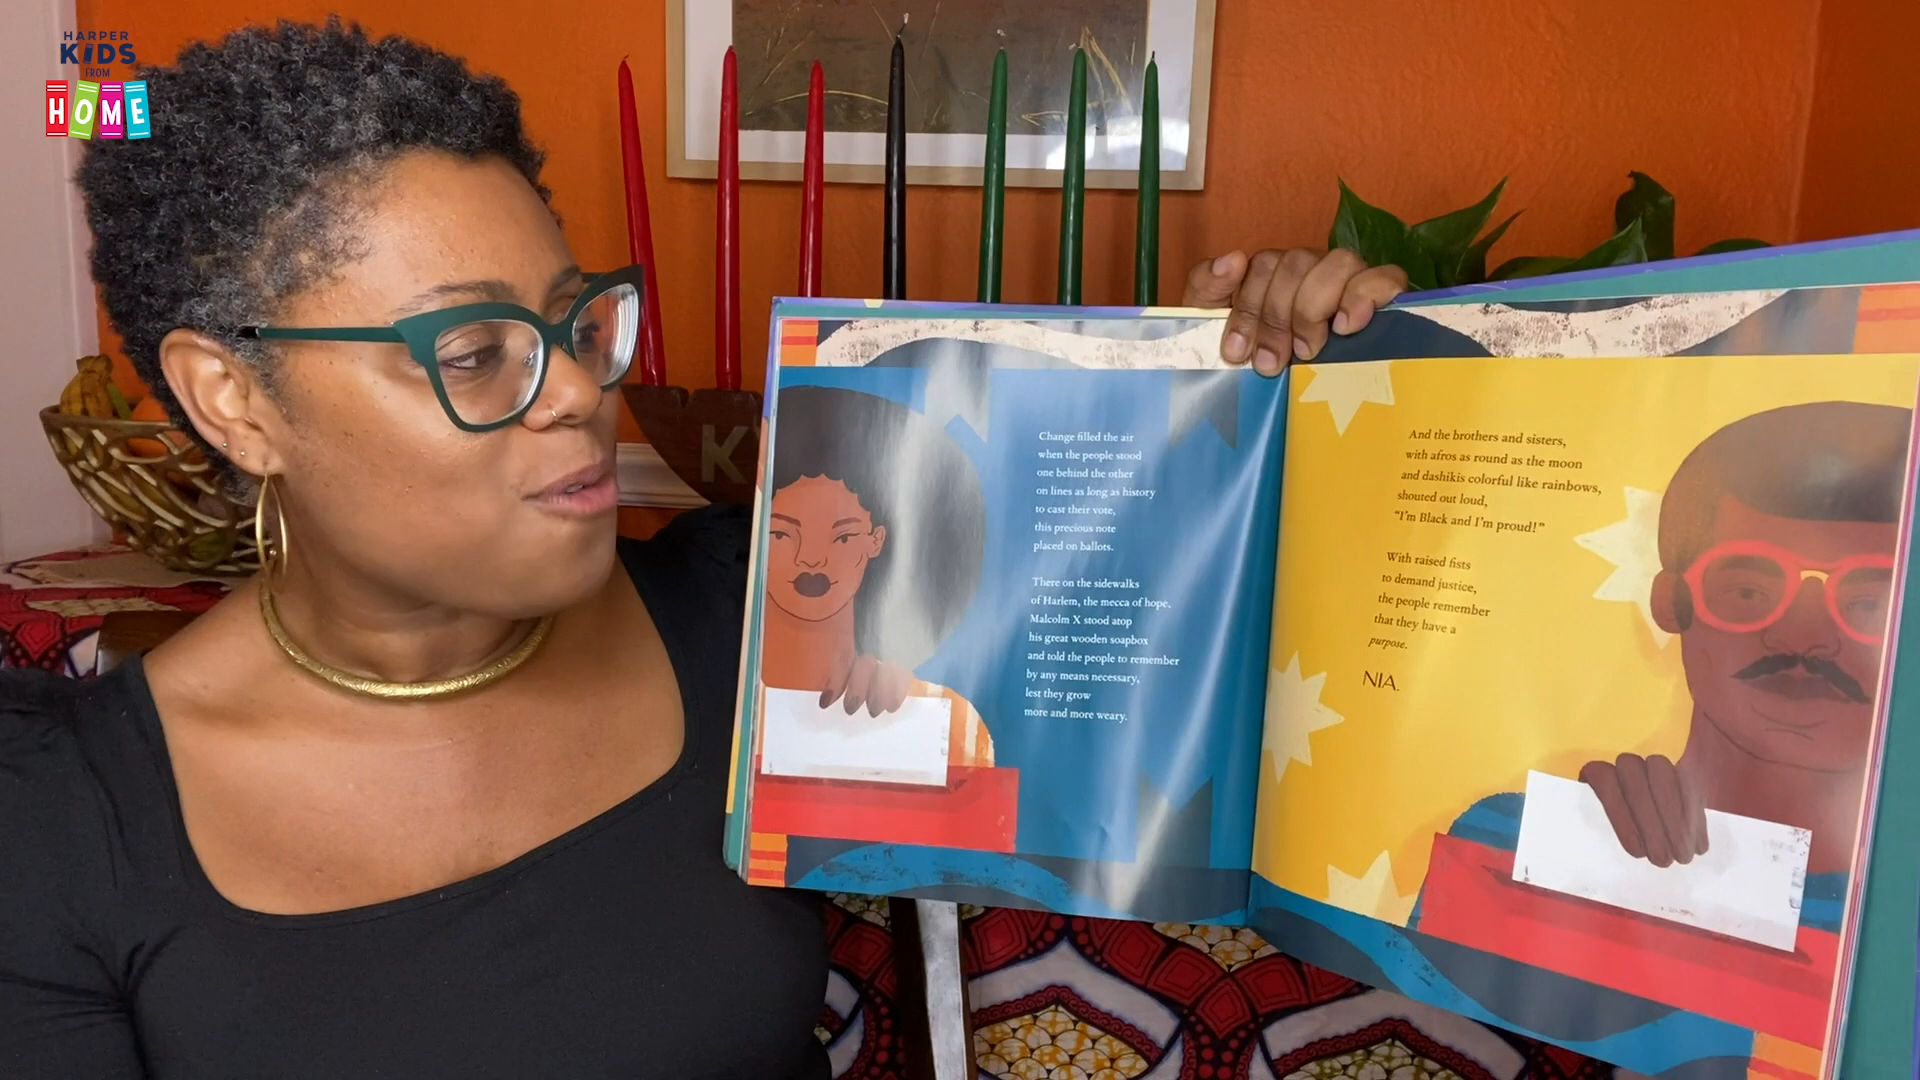 HARPER
KIDS
FROM
HOME
K
Change filled the air
when the people stood
one behind the other
on lines as long as history
to cast their vote,
this precious note
placed on ballots.
There on the sidewalks
of Harlem, the mecca of hope,
Malcolm X stood atop
his great wooden soapbox
and told the people to remember
by any means necessary,
lest they grow
more and more weary.
And the brothers and sisters,
with afros as round as the moon
and dashikis colorful like rainbows,
shouted out loud,
“I’m Black and I’m proud!”
With raised fists
to demand justice,
the people remember
that they have a
purpose.
NIA.